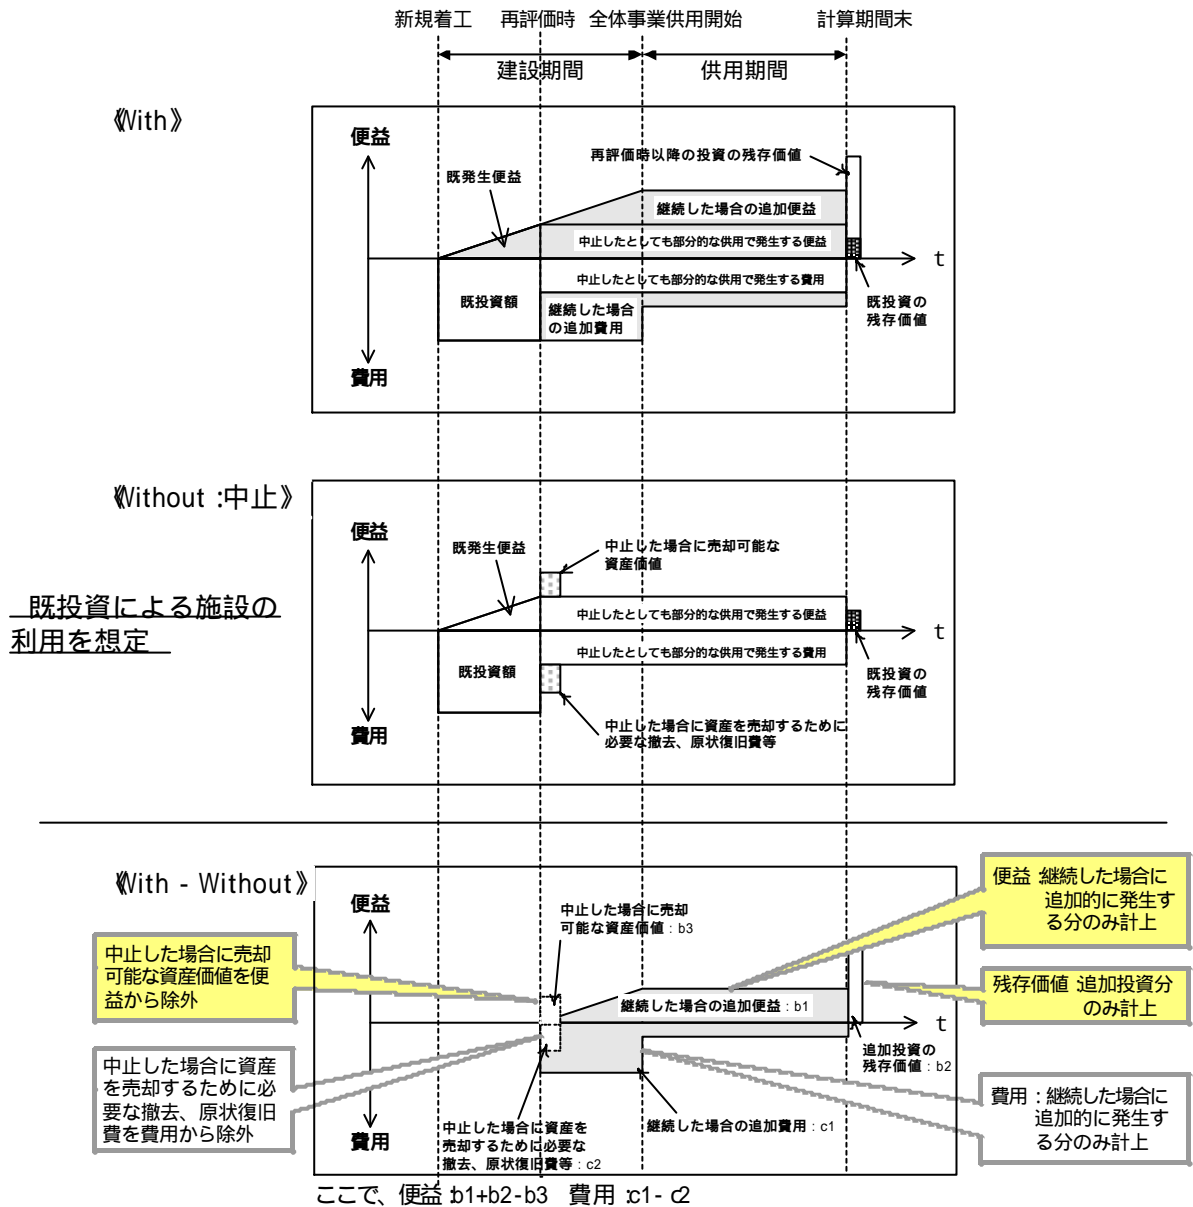 新規着工 再評価時 全体事業供用開始 計算期間末
建設期間 供用期間
《With》
便益
再評価時以降の投資の残存価値
既発生便益
継続した場合の追加便益
中止したとしても部分的な供用で発生する便益
t
中止したとしても部分的な供用で発生する費用
既投資額
継続した場合
の追加費用
既投資の
残存価値
費用
《Without :中止》
便益
既発生便益
中止した場合に売却可能な
資産価値
既投資による施設の
利用を想定
中止したとしても部分的な供用で発生する便益
t
中止したとしても部分的な供用で発生する費用
既投資額
既投資の
残存価値
中止した場合に資産を売却するために
必要な撤去、原状復旧費等
費用
《With - Without》
便益
中止した場合に売却
可能な資産価値：b3
便益:継続した場合に
追加的に発生す
る分のみ計上
中止した場合に売却
可能な資産価値を便
益から除外
継続した場合の追加便益：b1
残存価値:追加投資分
のみ計上
t
追加投資の
残存価値：b2
中止した場合に資産
を売却するために必
要な撤去、原状復旧
費を費用から除外
費用：継続した場合に
追加的に発生す
る分のみ計上
中止した場合に資産を
売却するために必要な
撤去、原状復旧費等：c2
継続した場合の追加費用：c1
費用
ここで、便益:b1+b2-b3 費用:c1- c2